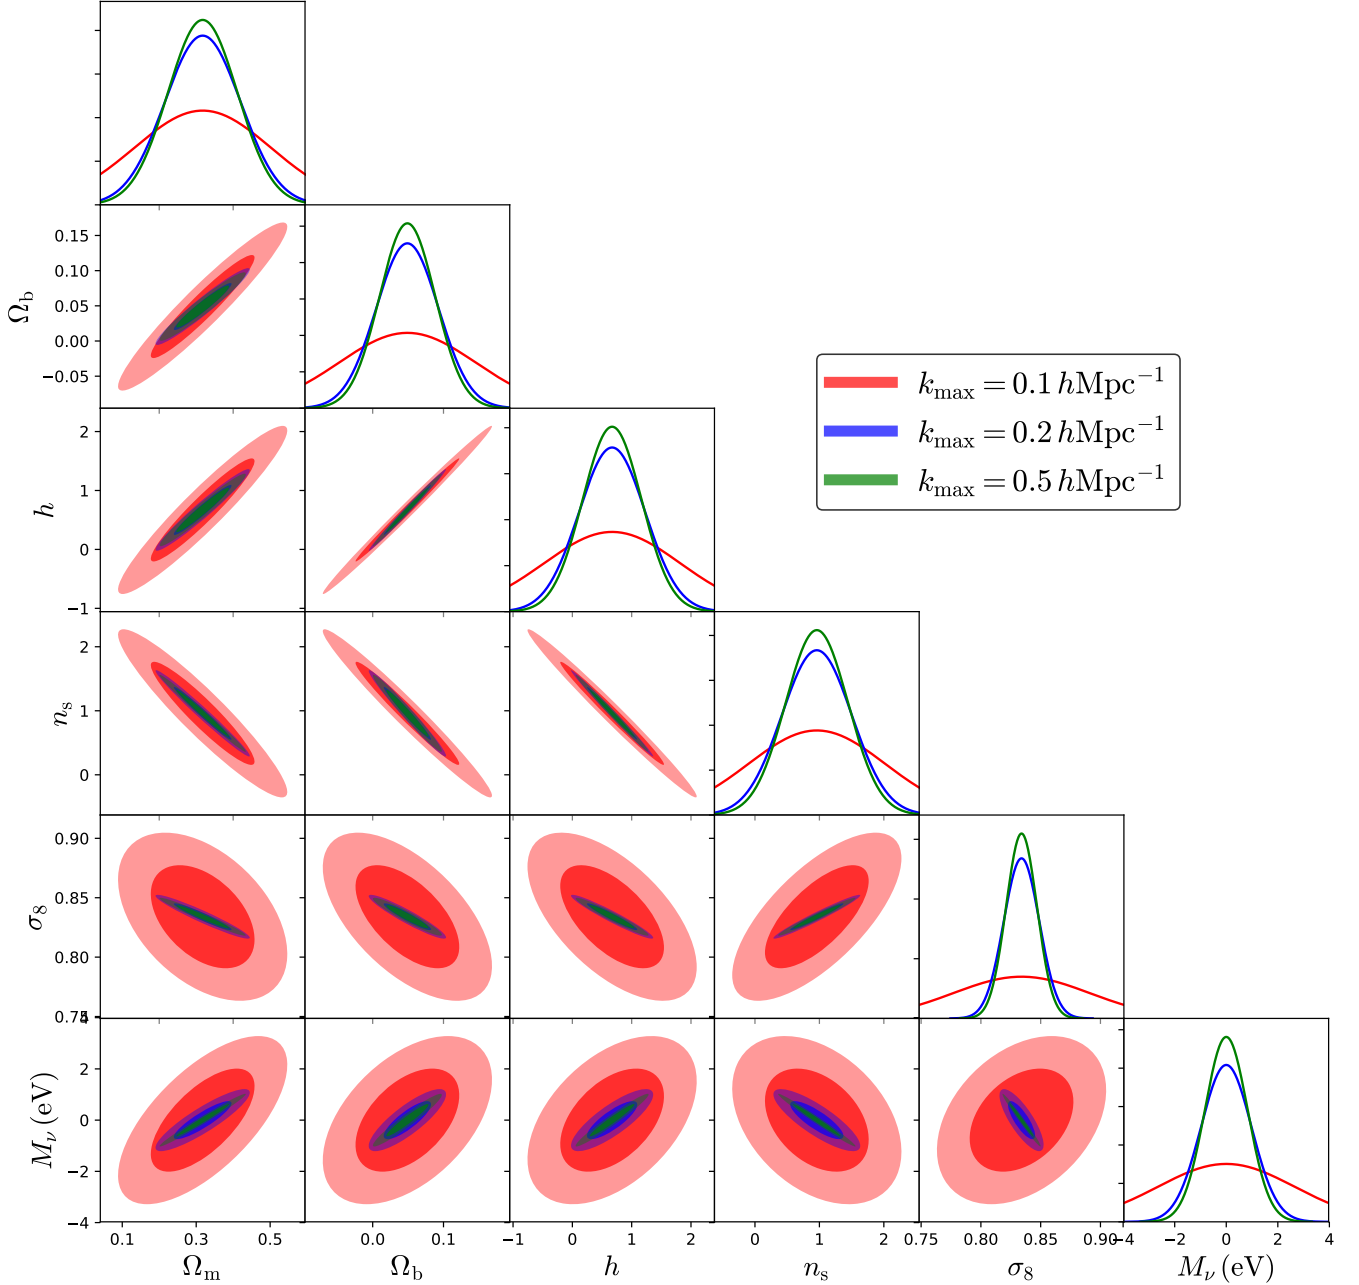 Ω_b
0.15
0.10
0.05
0.00
−0.05
h
2
1
0
−1
k_max = 0.1 hMpc⁻¹
k_max = 0.2 hMpc⁻¹
k_max = 0.5 hMpc⁻¹
n_s
2
1
0
σ_8
0.90
0.85
0.80
0.75
M_ν (eV)
4
2
0
−2
−4
0.1 0.3 0.5 0.0 0.1 −1 0 1 2 0 1 2 0.75 0.80 0.85 0.90 −4 −2 0 2 4
Ω_m Ω_b h n_s σ_8 M_ν (eV)